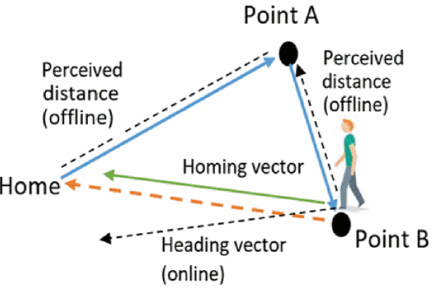 Point A
Perceived
distance
(offline)
Perceived
distance
(offline)
Homing vector
Home
Heading vector
(online)
Point B